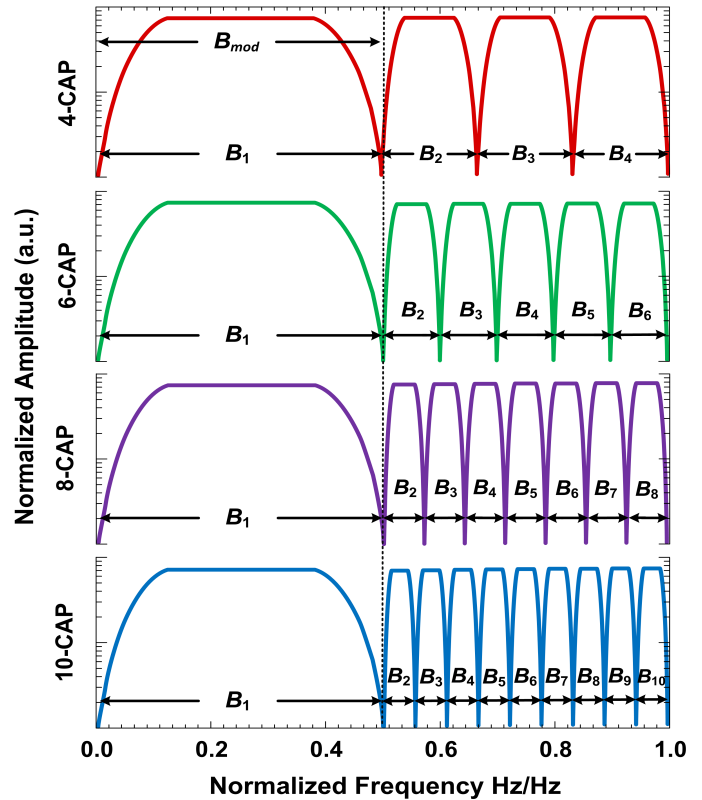 Normalized Amplitude (a.u.)
4-CAP
B_mod
B_1 B_2 B_3 B_4
6-CAP
B_1 B_2 B_3 B_4 B_5 B_6
8-CAP
B_1 B_2 B_3 B_4 B_5 B_6 B_7 B_8
10-CAP
B_1 B_2 B_3 B_4 B_5 B_6 B_7 B_8 B_9 B_10
0.0 0.2 0.4 0.6 0.8 1.0
Normalized Frequency Hz/Hz